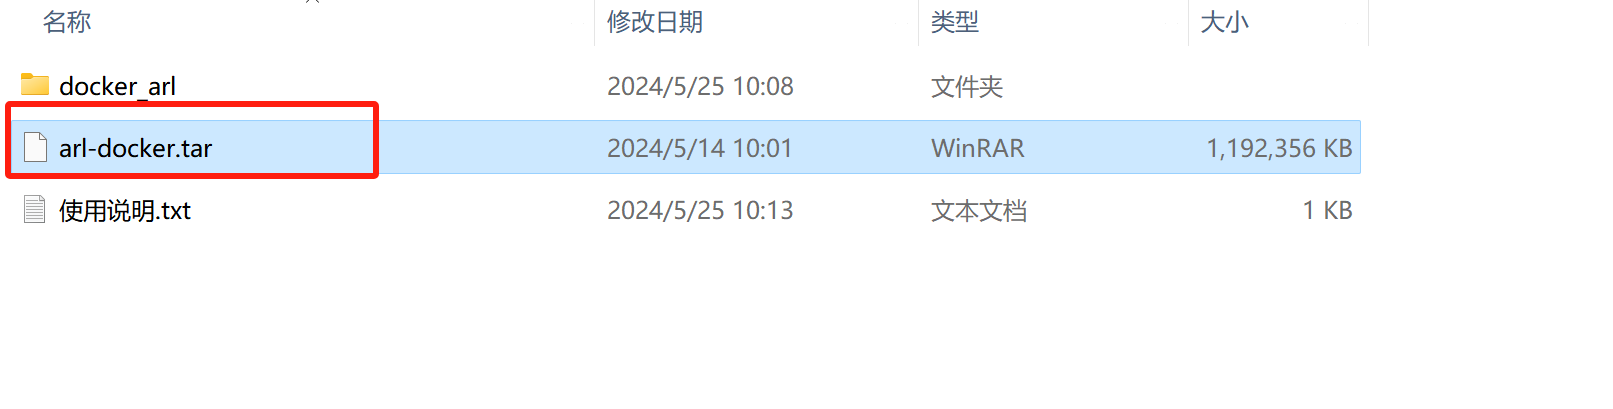 名称 修改日期 类型 大小
docker_arl 2024/5/25 10:08 文件夹
arl-docker.tar 2024/5/14 10:01 WinRAR 1,192,356 KB
使用说明.txt 2024/5/25 10:13 文本文档 1 KB